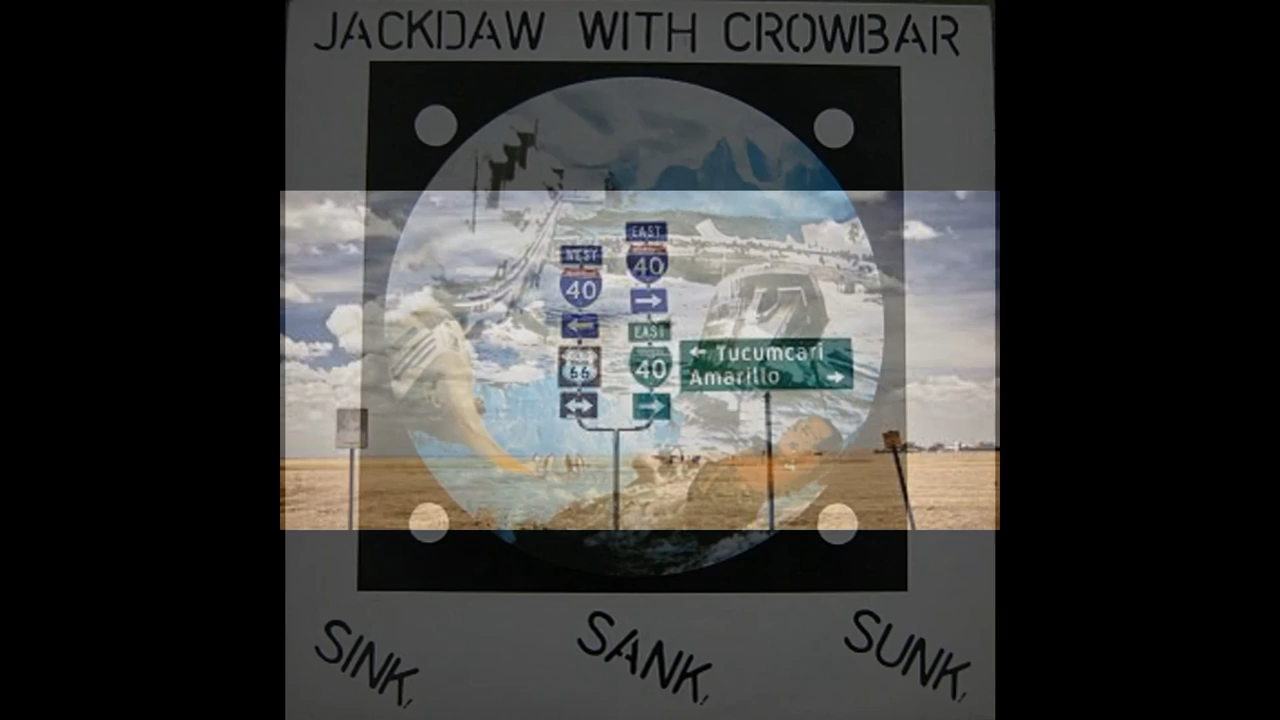 JACKDAW WITH CROWBAR
EAST
WEST
40
40
EAST
66
40
← Tucumcari
Amarillo →
SINK,
SANK,
SUNK,